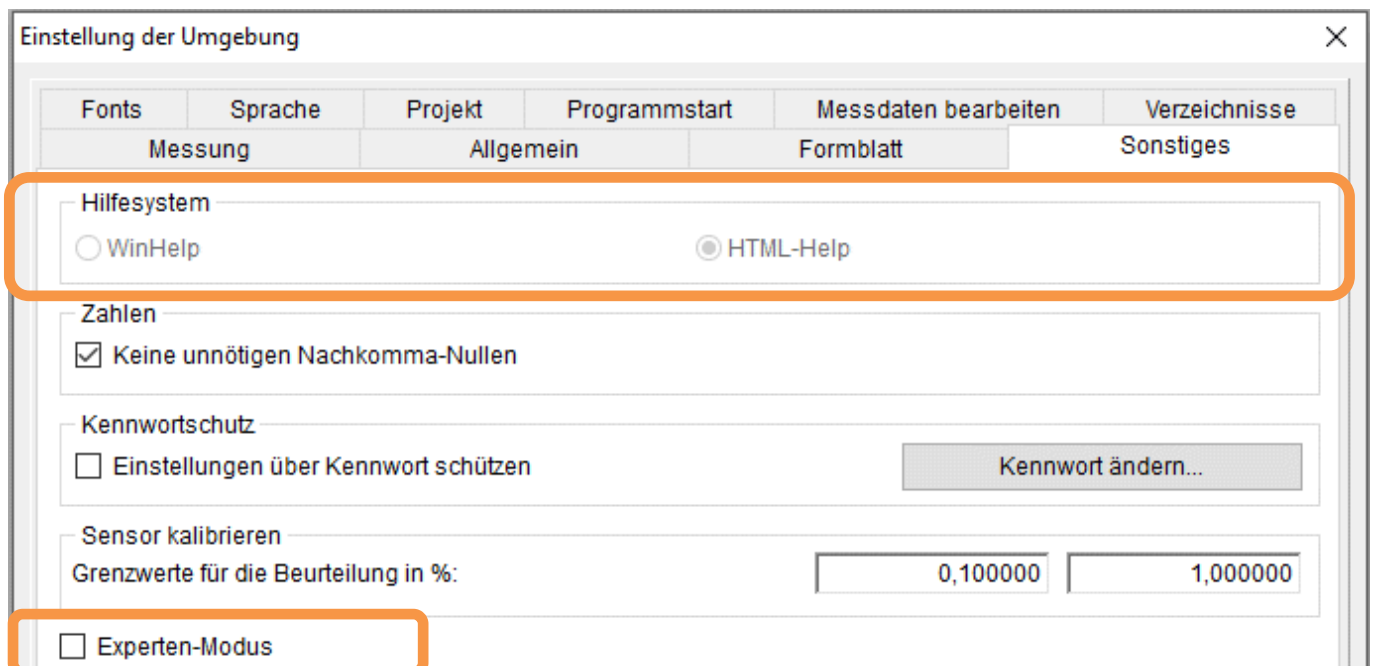 Einstellung der Umgebung
Fonts Sprache Projekt Programmstart Messdaten bearbeiten Verzeichnisse
Messung Allgemein Formblatt Sonstiges
Hilfesystem
WinHelp HTML-Help
Zahlen
Keine unnötigen Nachkomma-Nullen
Kennwortschutz
Einstellungen über Kennwort schützen Kennwort ändern...
Sensor kalibrieren
Grenzwerte für die Beurteilung in %: 0,100000 1,000000
Experten-Modus